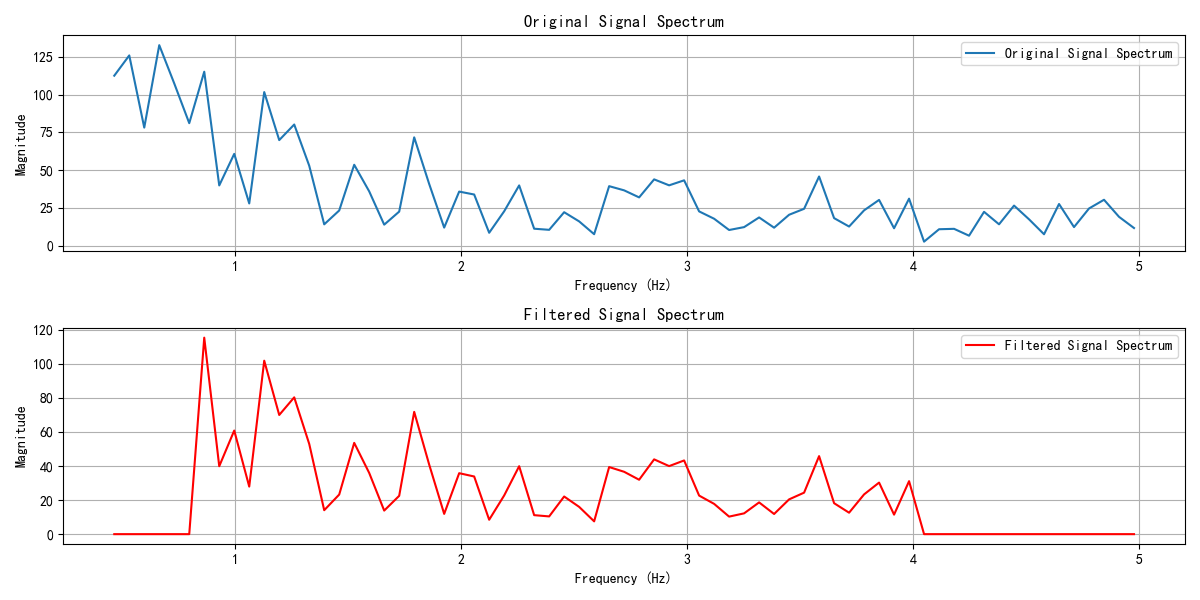 Original Signal Spectrum
125
100
75
50
25
0
Magnitude
Original Signal Spectrum
1 2 3 4 5
Frequency (Hz)
Filtered Signal Spectrum
120
100
80
60
40
20
0
Magnitude
Filtered Signal Spectrum
1 2 3 4 5
Frequency (Hz)